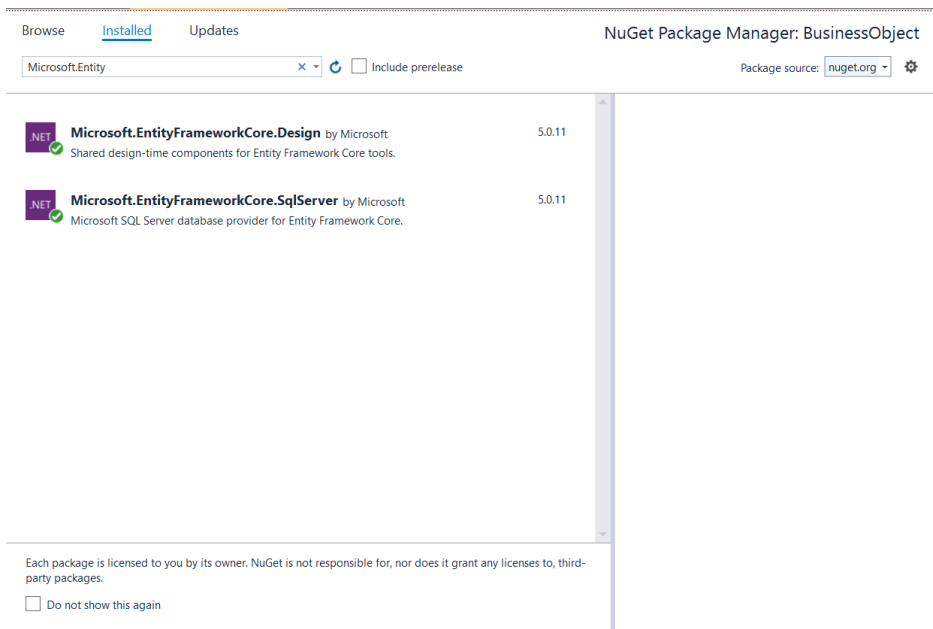 Browse Installed Updates
NuGet Package Manager: BusinessObject
Microsoft.Entity
Include prerelease
Package source: nuget.org
.NET
Microsoft.EntityFrameworkCore.Design by Microsoft 5.0.11
Shared design-time components for Entity Framework Core tools.
.NET
Microsoft.EntityFrameworkCore.SqlServer by Microsoft 5.0.11
Microsoft SQL Server database provider for Entity Framework Core.
Each package is licensed to you by its owner. NuGet is not responsible for, nor does it grant any licenses to, third-
party packages.
Do not show this again